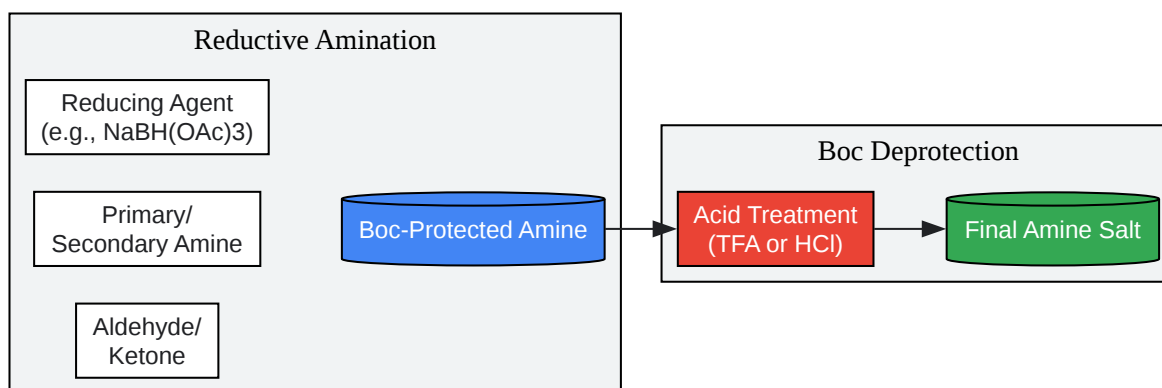 Reductive Amination
Reducing Agent
(e.g., NaBH(OAc)3)
Primary/
Secondary Amine
Aldehyde/
Ketone
Boc-Protected Amine
Boc Deprotection
Acid Treatment
(TFA or HCl)
Final Amine Salt